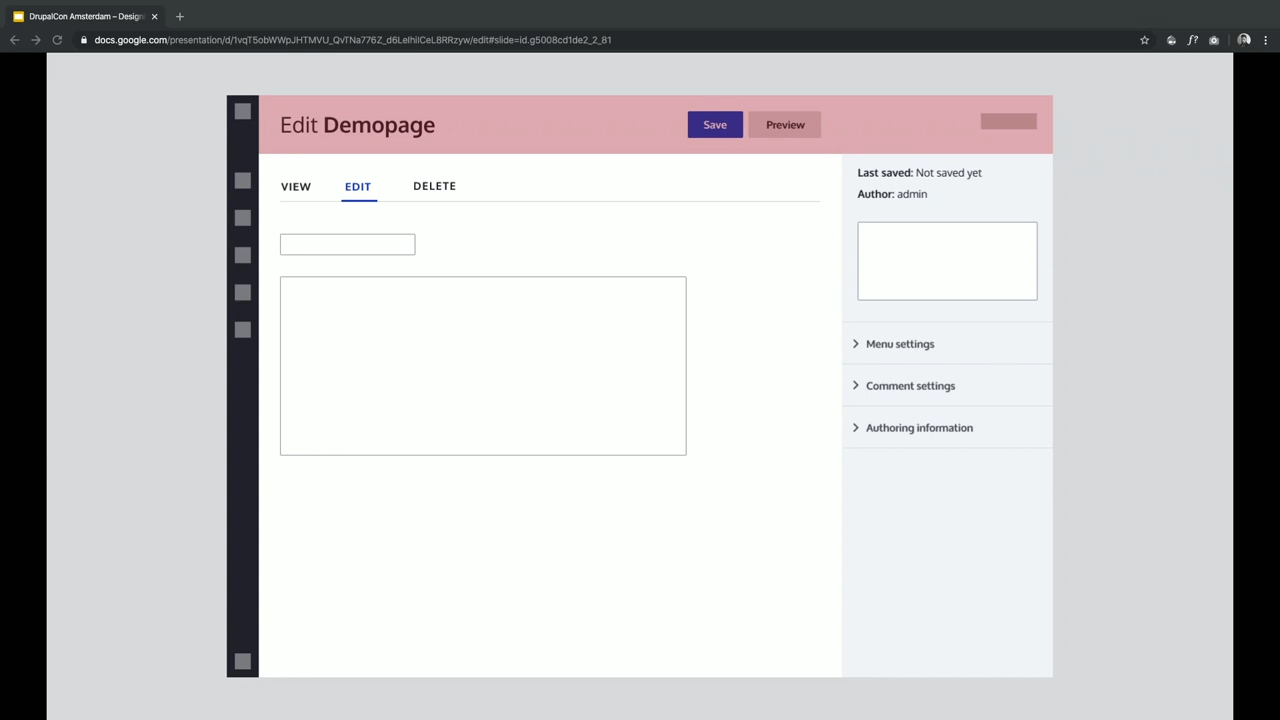 DrupalCon Amsterdam – Design
docs.google.com/presentation/d/1vqT5obWWpJHTMVU_QvTNa776Z_d6LeIhiICeL8RRzyw/edit#slide=id.g5008cd1de2_2_81
Edit Demopage
Save
Preview
VIEW
EDIT
DELETE
Last saved: Not saved yet
Author: admin
Menu settings
Comment settings
Authoring information